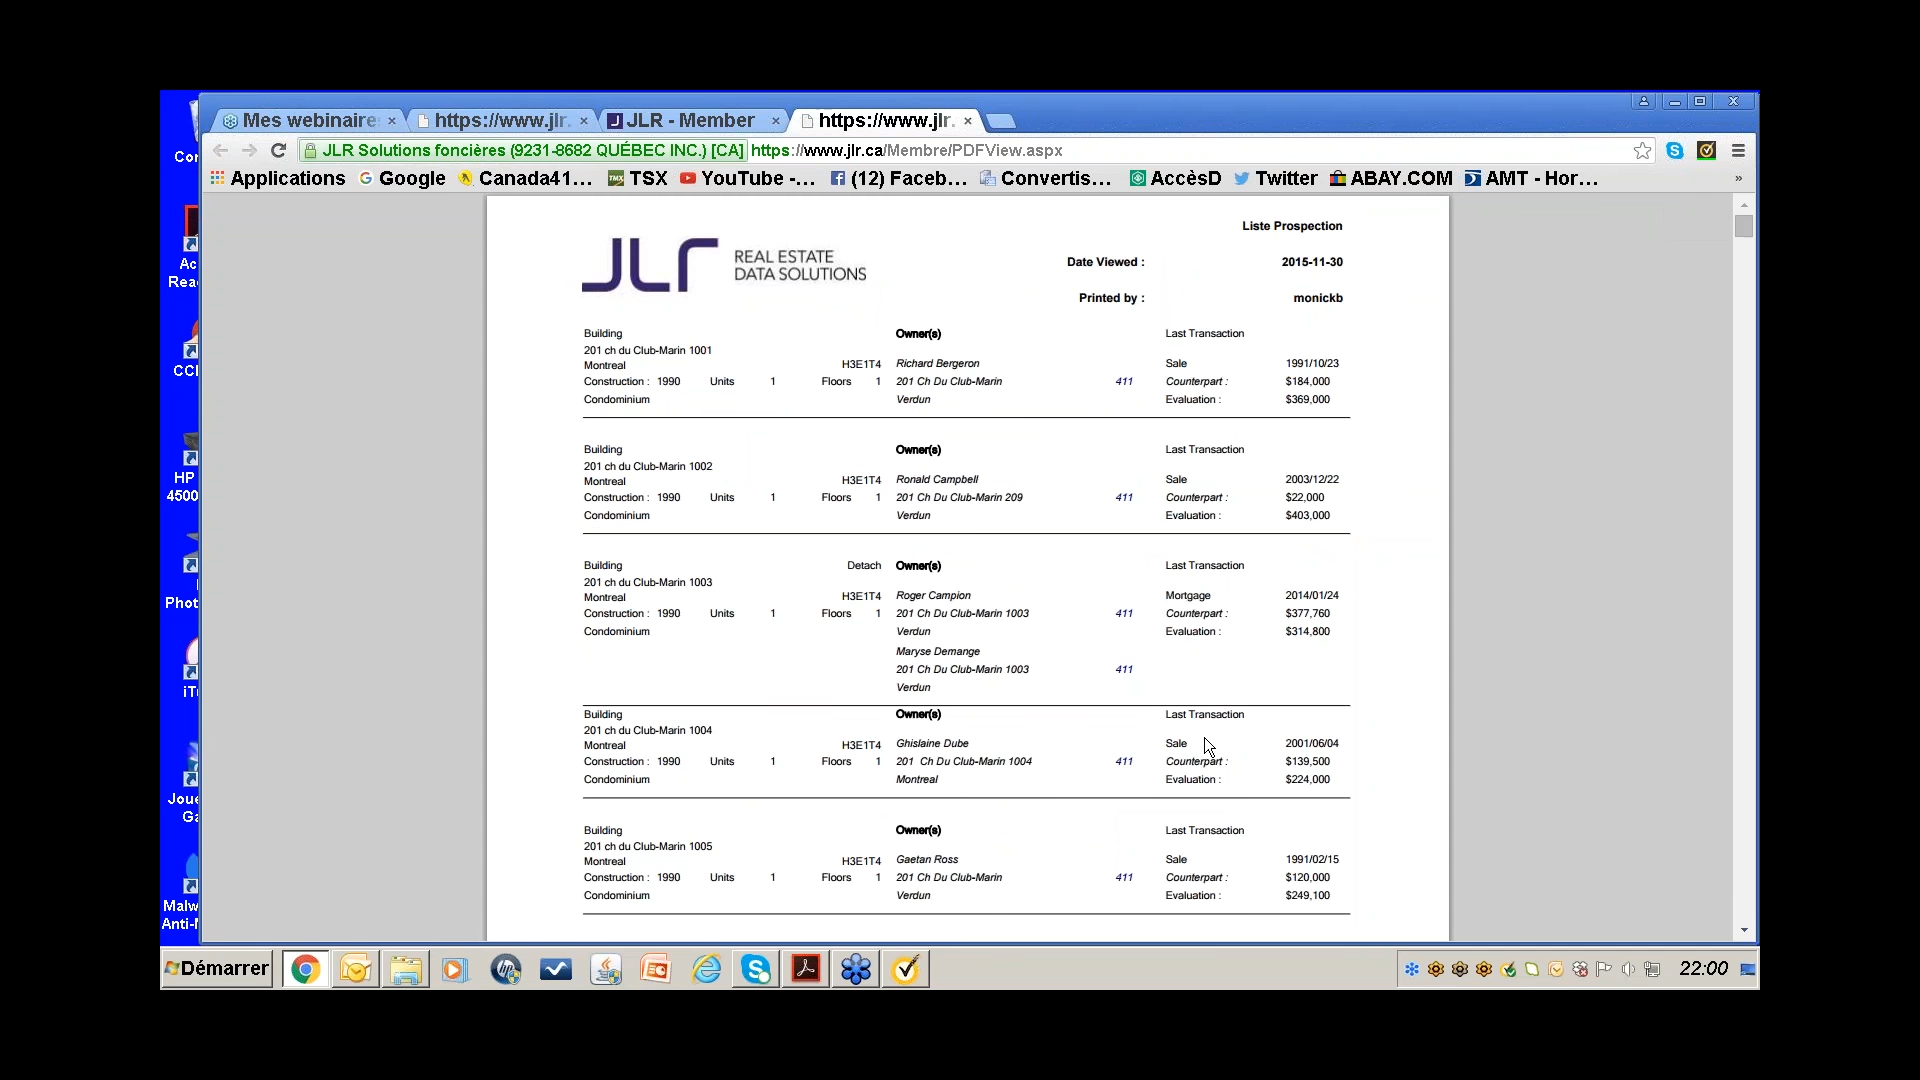 Mes webinaire
https://www.jlr.
JLR - Member
https://www.jlr.
JLR Solutions foncières (9231-8682 QUÉBEC INC.) [CA] https://www.jlr.ca/Membre/PDFView.aspx
Applications Google Canada41... TSX YouTube -... (12) Faceb... Convertis... AccèsD Twitter ABAY.COM AMT - Hor... »
Liste Prospection
JLR REAL ESTATE
DATA SOLUTIONS
Date Viewed : 2015-11-30
Printed by : monickb
Building Owner(s) Last Transaction
201 ch du Club-Marin 1001
Montreal H3E1T4 Richard Bergeron Sale 1991/10/23
Construction : 1990 Units 1 Floors 1 201 Ch Du Club-Marin 411 Counterpart : $184,000
Condominium Verdun Evaluation : $369,000
Building Owner(s) Last Transaction
201 ch du Club-Marin 1002
Montreal H3E1T4 Ronald Campbell Sale 2003/12/22
Construction : 1990 Units 1 Floors 1 201 Ch Du Club-Marin 209 411 Counterpart : $22,000
Condominium Verdun Evaluation : $403,000
Building Detach Owner(s) Last Transaction
201 ch du Club-Marin 1003
Montreal H3E1T4 Roger Campion Mortgage 2014/01/24
Construction : 1990 Units 1 Floors 1 201 Ch Du Club-Marin 1003 411 Counterpart : $377,760
Condominium Verdun Evaluation : $314,800
Maryse Demange
201 Ch Du Club-Marin 1003 411
Verdun
Building Owner(s) Last Transaction
201 ch du Club-Marin 1004
Montreal H3E1T4 Ghislaine Dube Sale 2001/06/04
Construction : 1990 Units 1 Floors 1 201 Ch Du Club-Marin 1004 411 Counterpart : $139,500
Condominium Montreal Evaluation : $224,000
Building Owner(s) Last Transaction
201 ch du Club-Marin 1005
Montreal H3E1T4 Gaetan Ross Sale 1991/02/15
Construction : 1990 Units 1 Floors 1 201 Ch Du Club-Marin 411 Counterpart : $120,000
Condominium Verdun Evaluation : $249,100
Cor
Ac
Rea
CCl
HP
4500
Phot
iTu
Joue
Ga
Malw
Anti-M
Démarrer
22:00